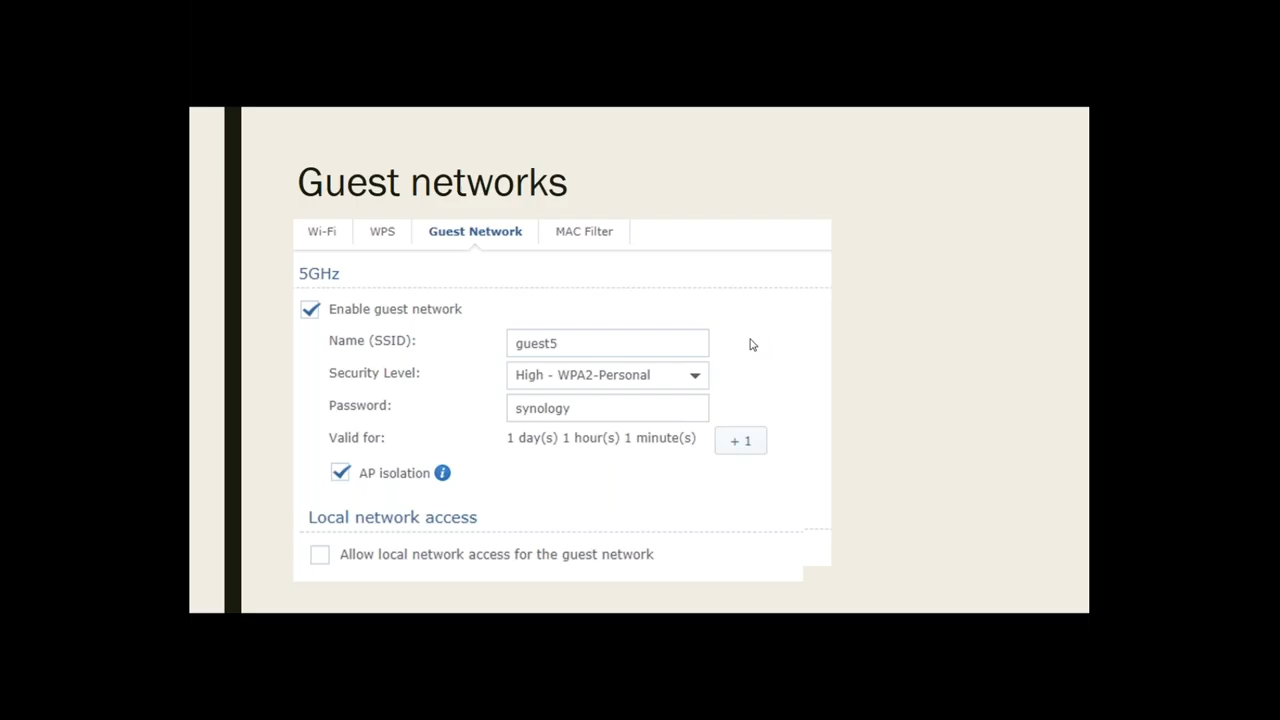 Guest networks
Wi-Fi WPS Guest Network MAC Filter
5GHz
Enable guest network
Name (SSID): guest5
Security Level: High - WPA2-Personal
Password: synology
Valid for: 1 day(s) 1 hour(s) 1 minute(s) + 1
AP isolation i
Local network access
Allow local network access for the guest network